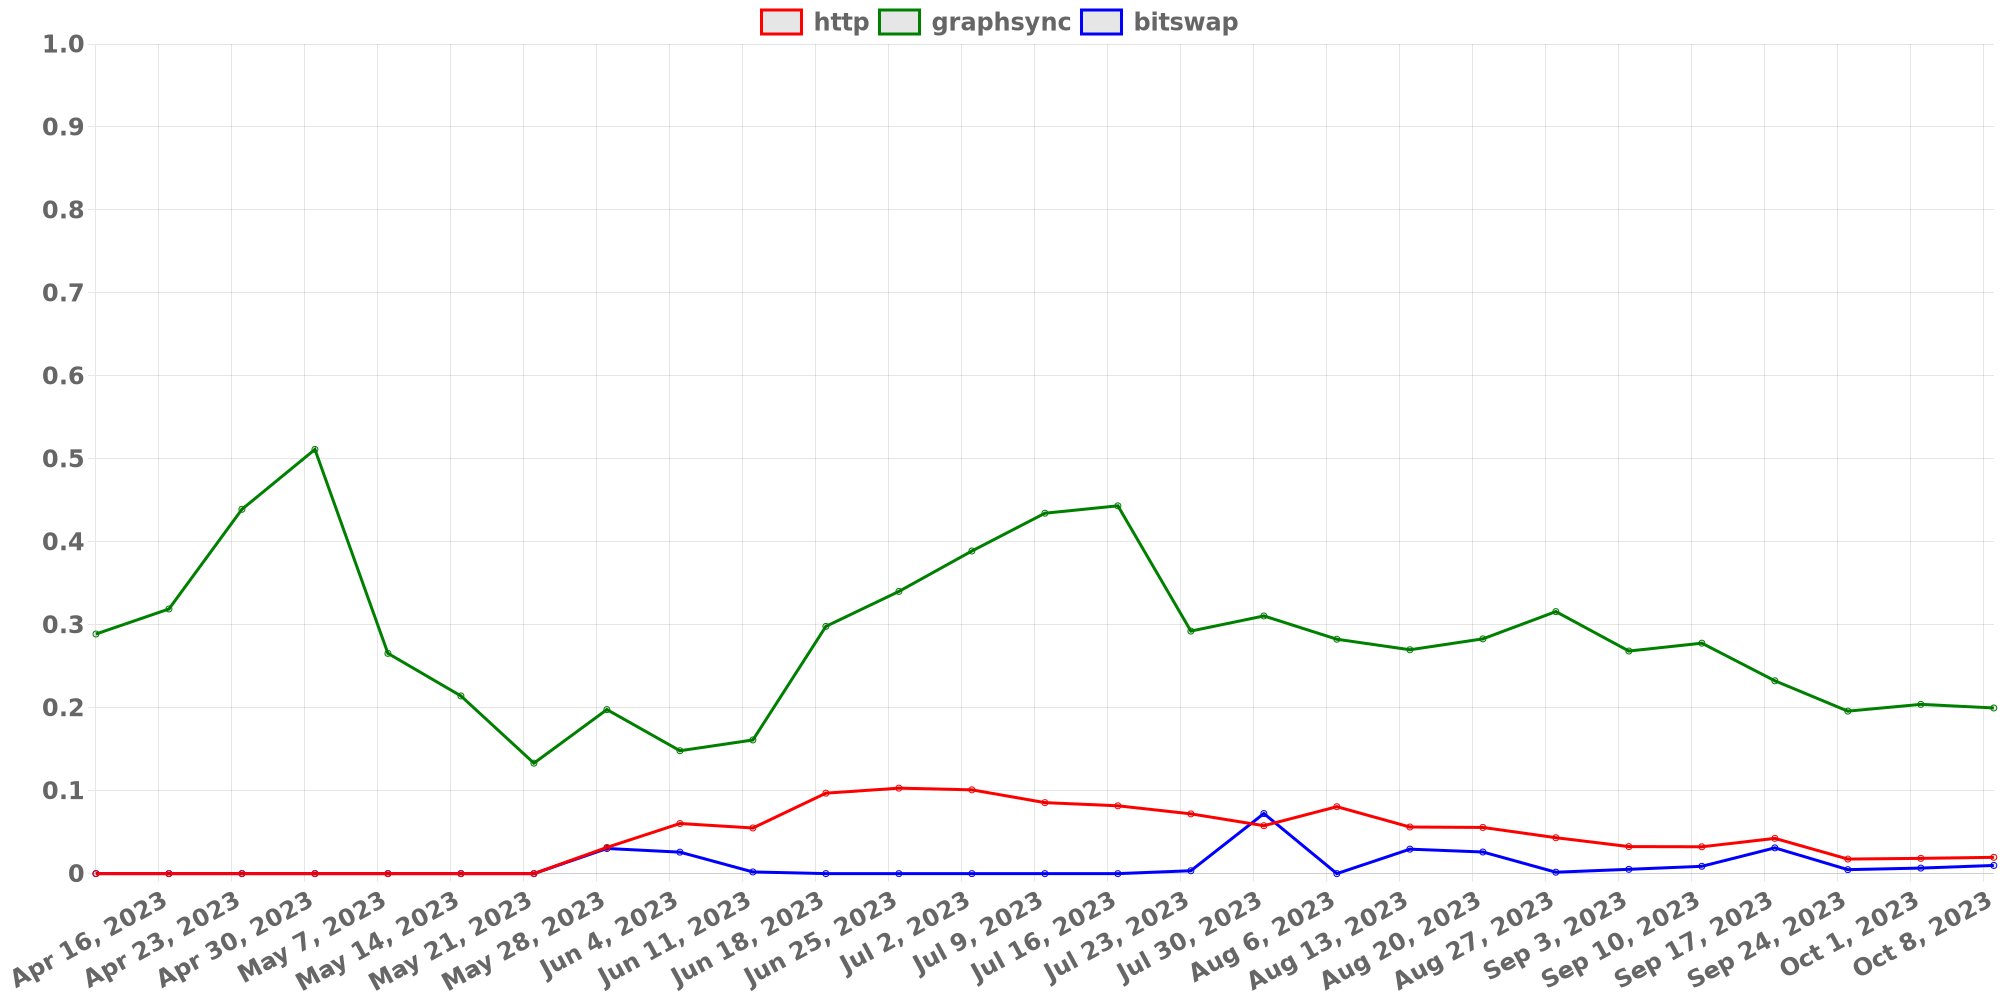 http graphsync bitswap
1.0
0.9
0.8
0.7
0.6
0.5
0.4
0.3
0.2
0.1
0
Apr 16, 2023
Apr 23, 2023
Apr 30, 2023
May 7, 2023
May 14, 2023
May 21, 2023
May 28, 2023
Jun 4, 2023
Jun 11, 2023
Jun 18, 2023
Jun 25, 2023
Jul 2, 2023
Jul 9, 2023
Jul 16, 2023
Jul 23, 2023
Jul 30, 2023
Aug 6, 2023
Aug 13, 2023
Aug 20, 2023
Aug 27, 2023
Sep 3, 2023
Sep 10, 2023
Sep 17, 2023
Sep 24, 2023
Oct 1, 2023
Oct 8, 2023